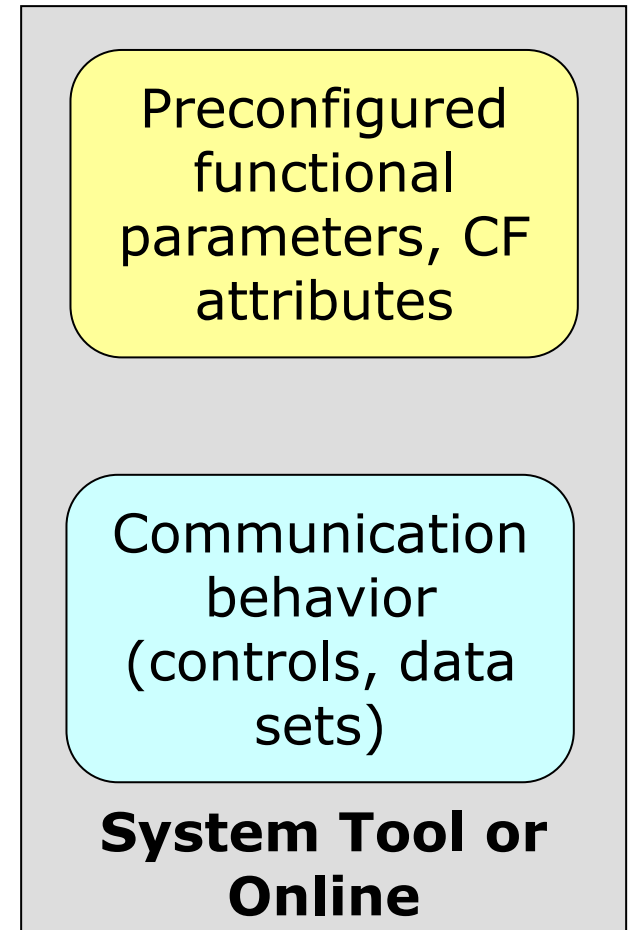 Preconfigured
functional
parameters, CF
attributes
Communication
behavior
(controls, data
sets)
System Tool or
Online